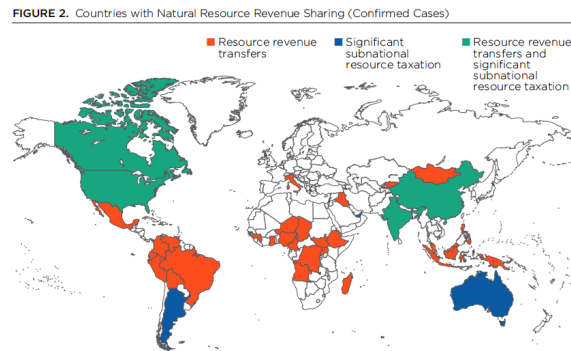 FIGURE 2. Countries with Natural Resource Revenue Sharing (Confirmed Cases)
Resource revenue
transfers
Significant
subnational
resource taxation
Resource revenue
transfers and
significant
subnational
resource taxation